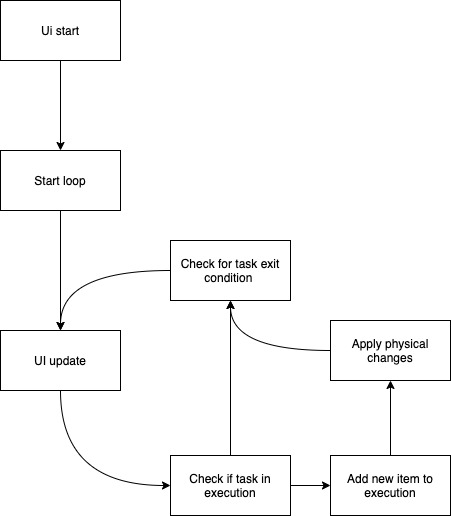 Ui start
Start loop
Check for task exit
condition
UI update
Apply physical
changes
Check if task in
execution
Add new item to
execution